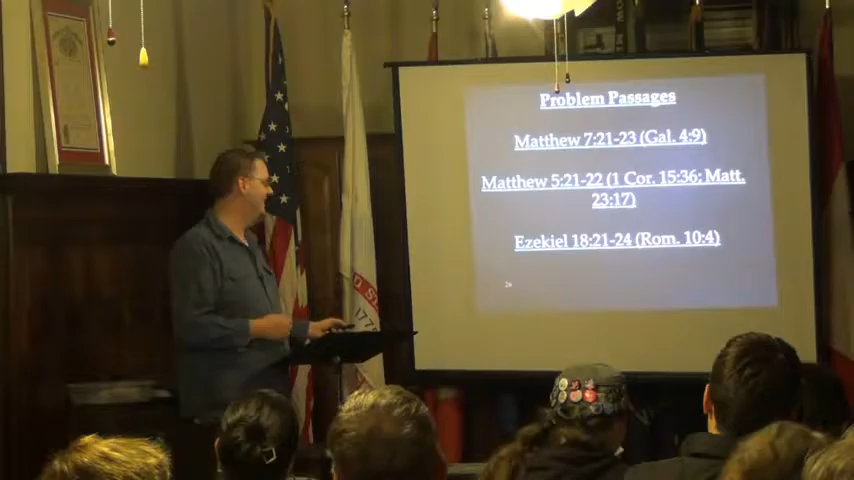 Problem Passages
Matthew 7:21-23 (Gal. 4:9)
Matthew 5:21-22 (1 Cor. 15:36; Matt.
23:17)
Ezekiel 18:21-24 (Rom. 10:4)